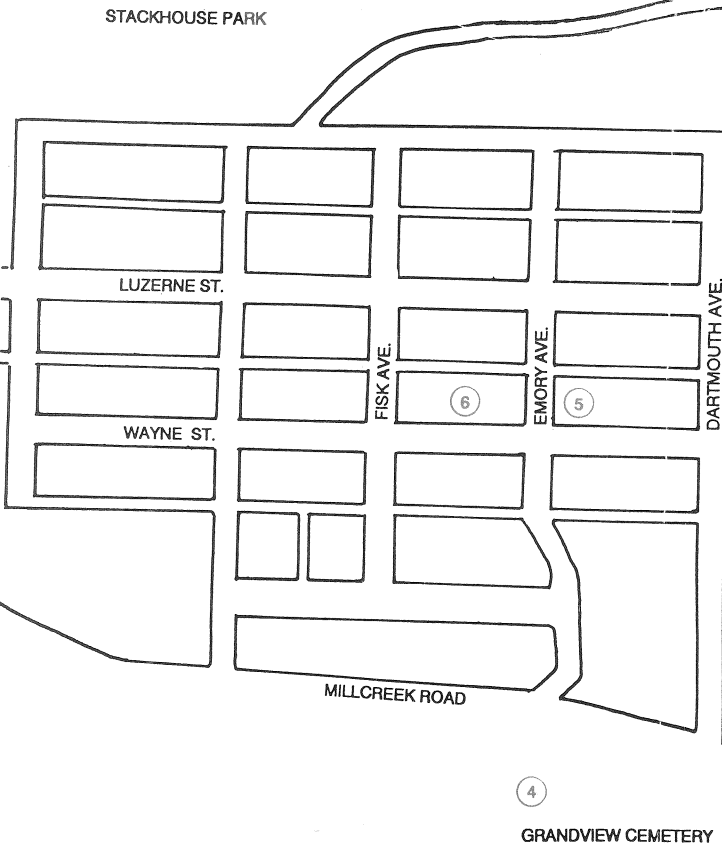 STACKHOUSE PARK
LUZERNE ST.
DARTMOUTH AVE.
FISK AVE.
EMORY AVE.
6
5
WAYNE ST.
MILLCREEK ROAD
4
GRANDVIEW CEMETERY